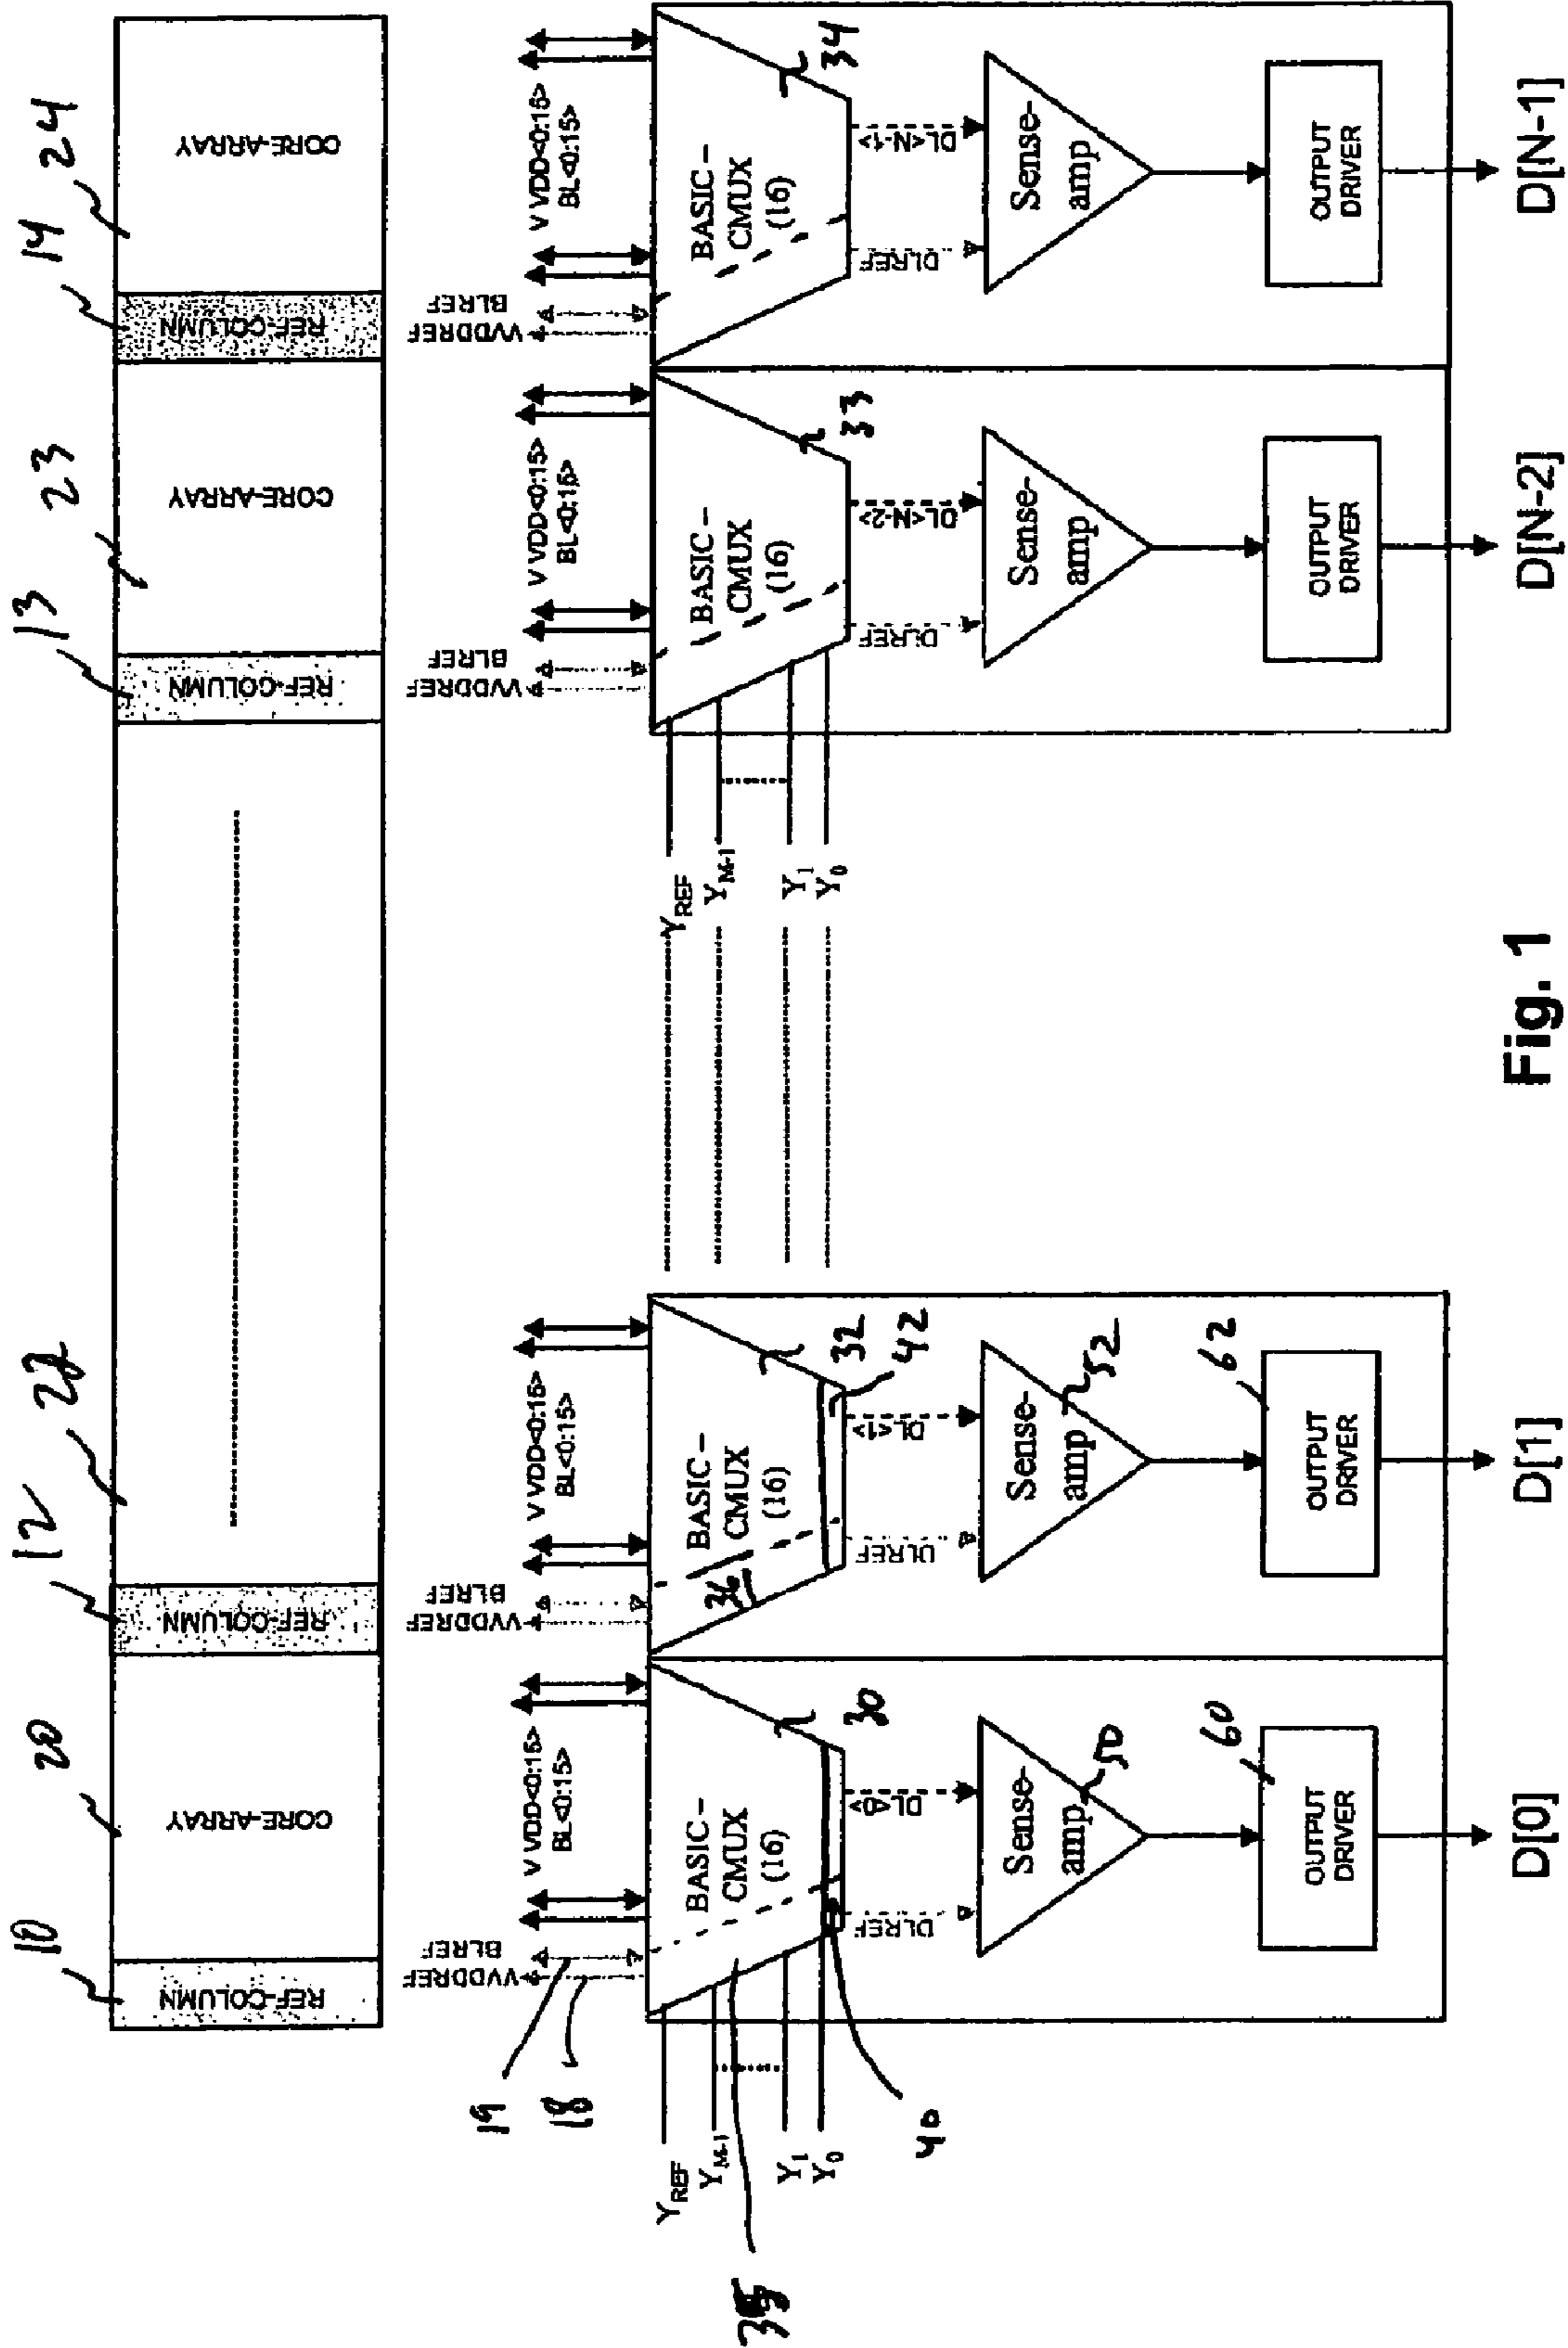 10
20
12
22
13
23
14
24
REF-COLUMN
CORE-ARRAY
REF-COLUMN
REF-COLUMN
CORE-ARRAY
REF-COLUMN
CORE-ARRAY
VVDDREF
BLREF
V VDD<0:15>
BL<0:15>
VVDDREF
BLREF
V VDD<0:15>
BL<0:15>
VVDDREF
BLREF
V VDD<0:15>
BL<0:15>
VVDDREF
BLREF
V VDD<0:15>
BL<0:15>
19
18
YREF
YM-1
Y1
Y0
35
40
BASIC-
CMUX
(16)
30
36
BASIC-
CMUX
(16)
32
42
YREF
YM-1
Y1
Y0
BASIC-
CMUX
(16)
33
BASIC-
CMUX
(16)
34
DLREF
DL<0>
DLREF
DL<1>
DLREF
DL<N-2>
DLREF
DL<N-1>
Sense-
amp
50
Sense-
amp
52
Sense-
amp
Sense-
amp
60
OUTPUT
DRIVER
62
OUTPUT
DRIVER
OUTPUT
DRIVER
OUTPUT
DRIVER
D[0]
D[1]
D[N-2]
D[N-1]
Fig. 1